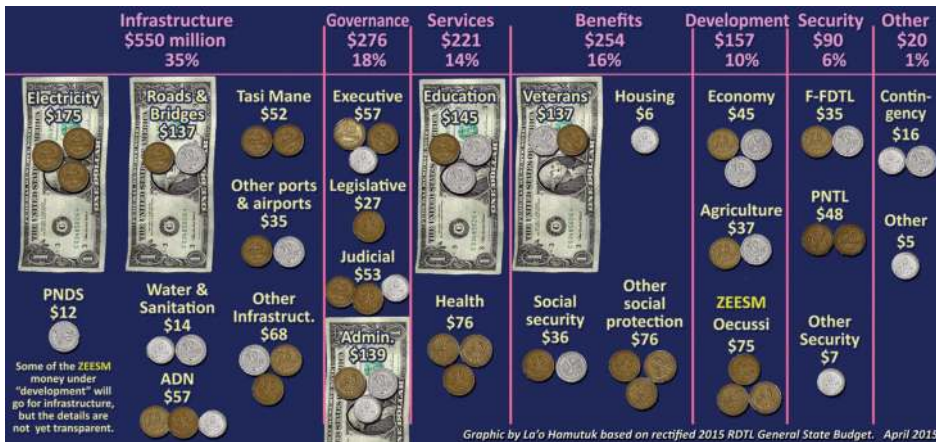 Infrastructure
$550 million
35%
Governance
$276
18%
Services
$221
14%
Benefits
$254
16%
Development
$157
10%
Security
$90
6%
Other
$20
1%
Electricity
$175
Roads &
Bridges
$137
Tasi Mane
$52
Other ports
& airports
$35
PNDS
$12
Water &
Sanitation
$14
Other
Infrastruct.
$68
ADN
$57
Some of the ZEESM
money under
"development" will
go for infrastructure,
but the details are
not yet transparent.
Executive
$57
Legislative
$27
Judicial
$53
Admin.
$139
Education
$145
Health
$76
Veterans
$137
Housing
$6
Social
security
$36
Other
social
protection
$76
Economy
$45
Agriculture
$37
ZEESM
Oecussi
$75
F-FDTL
$35
PNTL
$48
Other
Security
$7
Contin-
gency
$16
Other
$5
Graphic by La'o Hamutuk based on rectified 2015 RDTL General State Budget. April 2015